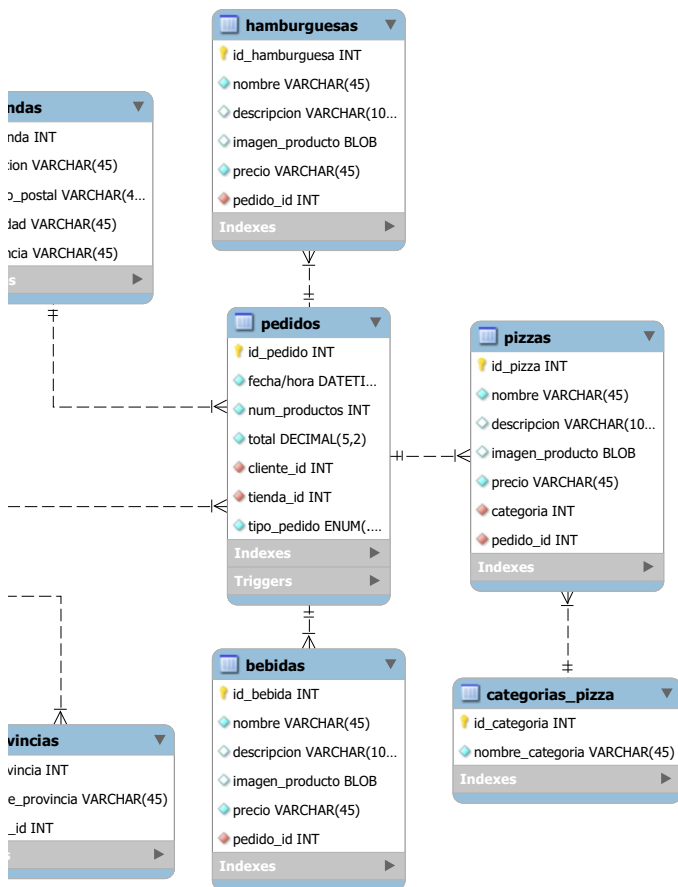 hamburguesas
id_hamburguesa INT
nombre VARCHAR(45)
descripcion VARCHAR(10...
imagen_producto BLOB
precio VARCHAR(45)
pedido_id INT
Indexes
ndas
nda INT
cion VARCHAR(45)
o_postal VARCHAR(4...
dad VARCHAR(45)
ncia VARCHAR(45)
s
pedidos
id_pedido INT
fecha/hora DATETI...
num_productos INT
total DECIMAL(5,2)
cliente_id INT
tienda_id INT
tipo_pedido ENUM(....
Indexes
Triggers
pizzas
id_pizza INT
nombre VARCHAR(45)
descripcion VARCHAR(10...
imagen_producto BLOB
precio VARCHAR(45)
categoria INT
pedido_id INT
Indexes
bebidas
id_bebida INT
nombre VARCHAR(45)
descripcion VARCHAR(10...
imagen_producto BLOB
precio VARCHAR(45)
pedido_id INT
Indexes
categorias_pizza
id_categoria INT
nombre_categoria VARCHAR(45)
Indexes
vincias
vincia INT
e_provincia VARCHAR(45)
_id INT
s